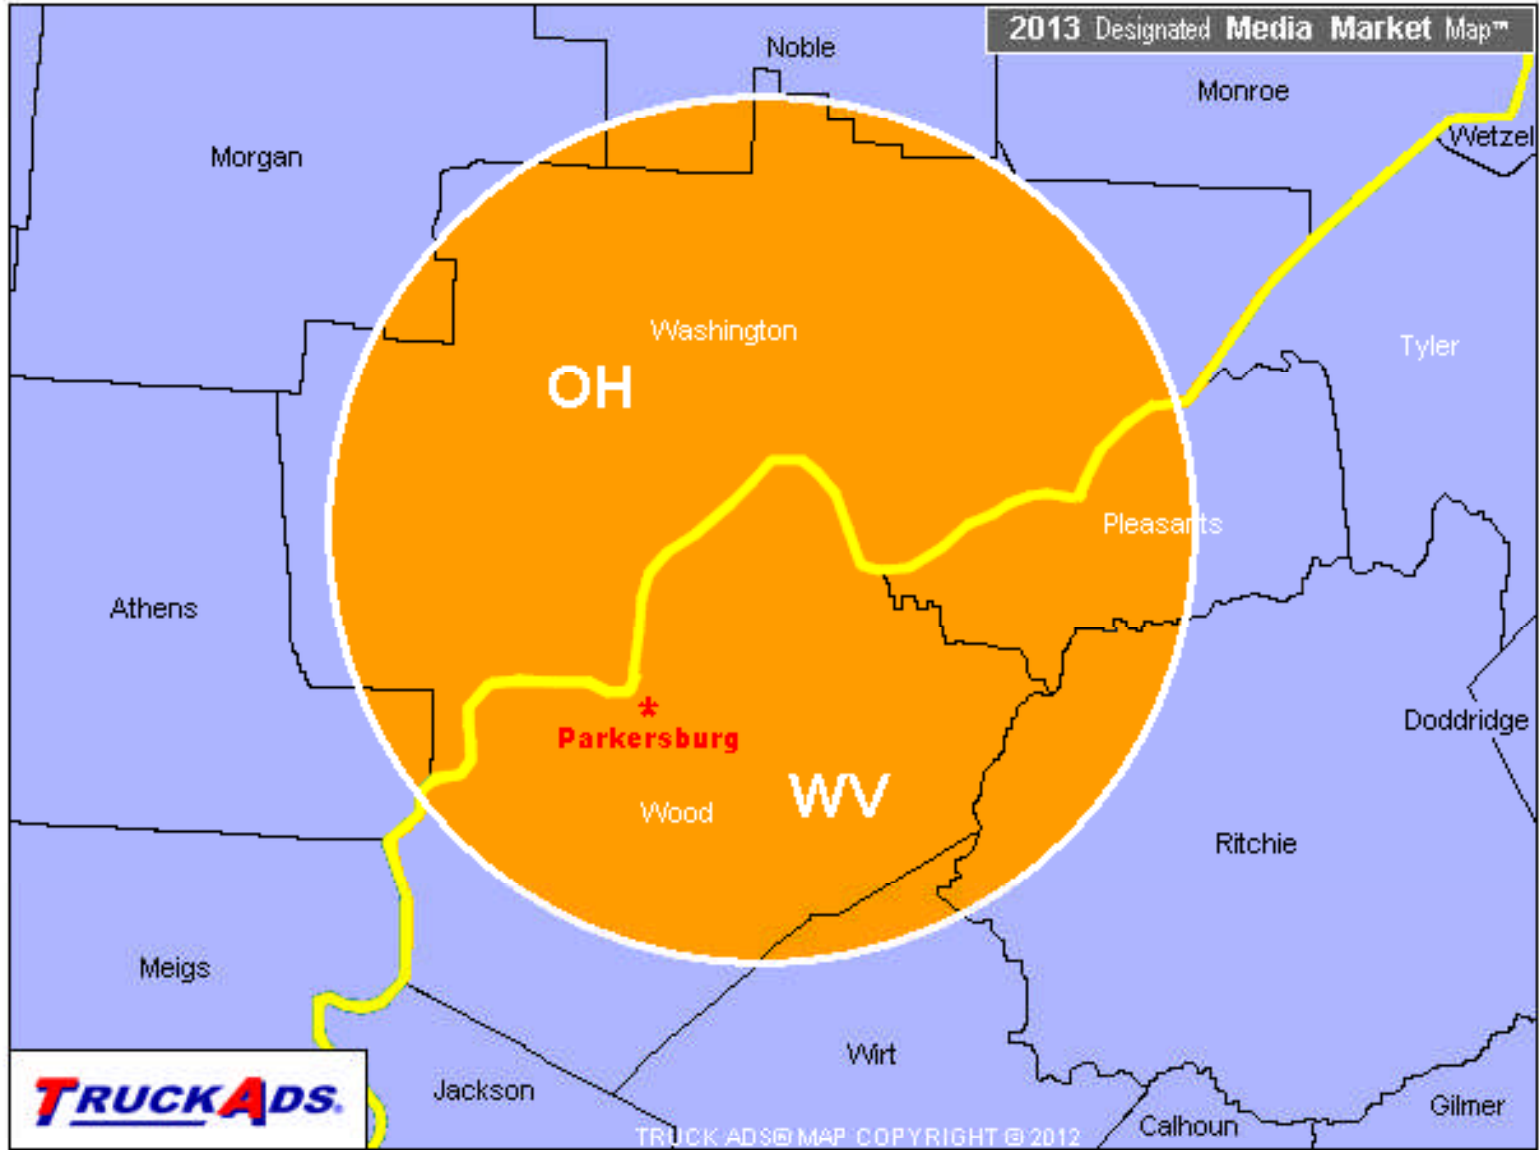 2013 Designated Media Market Map™
Noble
Monroe
Wetzel
Morgan
Washington
Tyler
OH
Pleasants
Athens
Parkersburg
Doddridge
WV
Wood
Ritchie
Meigs
Wirt
Jackson
Gilmer
Calhoun
TRUCKADS®
TRUCK ADS® MAP COPYRIGHT © 2012